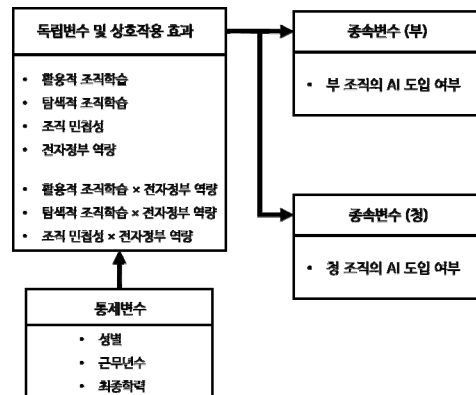 독립변수 및 상호작용 효과
• 활용적 조직학습
• 탐색적 조직학습
• 조직 민첩성
• 전자정부 역량
• 활용적 조직학습 × 전자정부 역량
• 탐색적 조직학습 × 전자정부 역량
• 조직 민첩성 × 전자정부 역량
종속변수 (부)
• 부 조직의 AI 도입 여부
종속변수 (청)
• 청 조직의 AI 도입 여부
통제변수
• 성별
• 근무년수
• 최종학력